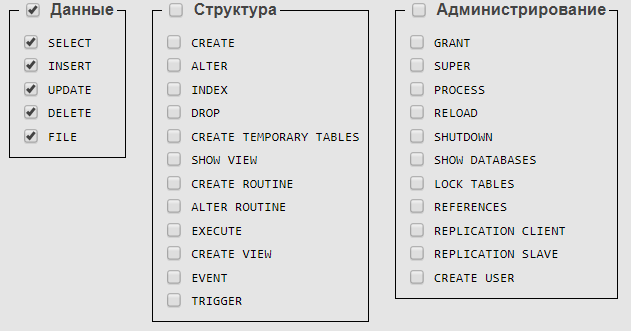 Данные
SELECT
INSERT
UPDATE
DELETE
FILE
Структура
CREATE
ALTER
INDEX
DROP
CREATE TEMPORARY TABLES
SHOW VIEW
CREATE ROUTINE
ALTER ROUTINE
EXECUTE
CREATE VIEW
EVENT
TRIGGER
Администрирование
GRANT
SUPER
PROCESS
RELOAD
SHUTDOWN
SHOW DATABASES
LOCK TABLES
REFERENCES
REPLICATION CLIENT
REPLICATION SLAVE
CREATE USER